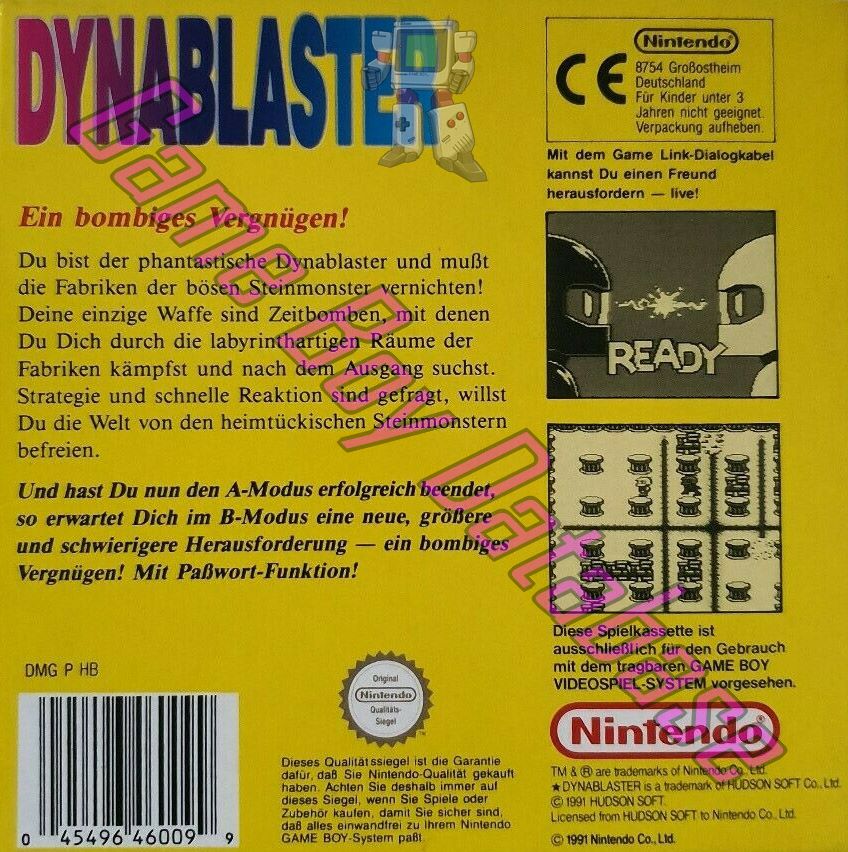 DYNABLASTER
Ein bombiges Vergnügen!
Du bist der phantastische Dynablaster und mußt
die Fabriken der bösen Steinmonster vernichten!
Deine einzige Waffe sind Zeitbomben, mit denen
Du Dich durch die labyrinthartigen Räume der
Fabriken kämpfst und nach dem Ausgang suchst.
Strategie und schnelle Reaktion sind gefragt, willst
Du die Welt von den heimtückischen Steinmonstern
befreien.
Und hast Du nun den A-Modus erfolgreich beendet,
so erwartet Dich im B-Modus eine neue, größere
und schwierigere Herausforderung — ein bombiges
Vergnügen! Mit Paßwort-Funktion!
DMG P HB
0 45496 46009 9
Original
Nintendo
Qualitäts-
Siegel
TM
Dieses Qualitätssiegel ist die Garantie
dafür, daß Sie Nintendo-Qualität gekauft
haben. Achten Sie deshalb immer auf
dieses Siegel, wenn Sie Spiele oder
Zubehör kaufen, damit Sie sicher sind,
daß alles einwandfrei zu Ihrem Nintendo
GAME BOY-System paßt.
CE
Nintendo
8754 Großostheim
Deutschland
Für Kinder unter 3
Jahren nicht geeignet.
Verpackung aufheben.
Mit dem Game Link-Dialogkabel
kannst Du einen Freund
herausfordern — live!
READY
Diese Spielkassette ist
ausschließlich für den Gebrauch
mit dem tragbaren GAME BOY
VIDEOSPIEL-SYSTEM vorgesehen.
Nintendo®
TM & ® are trademarks of Nintendo Co., Ltd.
★ DYNABLASTER is a trademark of HUDSON SOFT Co., Ltd.
© 1991 HUDSON SOFT.
Licensed from HUDSON SOFT to Nintendo Co., Ltd.
© 1991 Nintendo Co., Ltd.
Game Boy Database